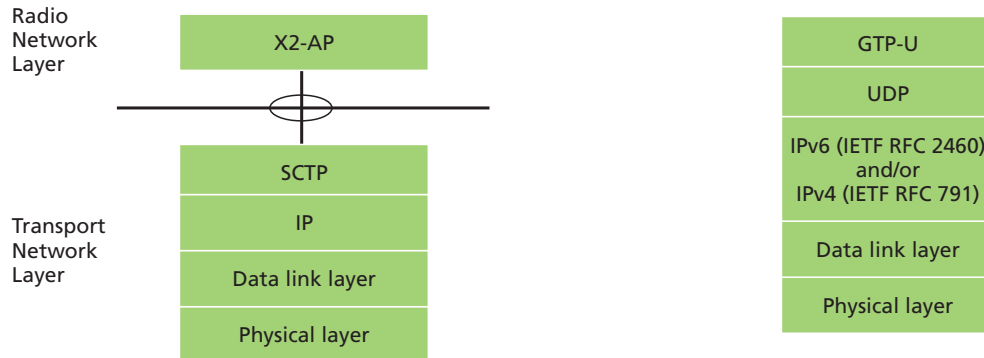 Radio
Network
Layer
X2-AP
SCTP
IP
Transport
Network
Layer
Data link layer
Physical layer
GTP-U
UDP
IPv6 (IETF RFC 2460)
and/or
IPv4 (IETF RFC 791)
Data link layer
Physical layer